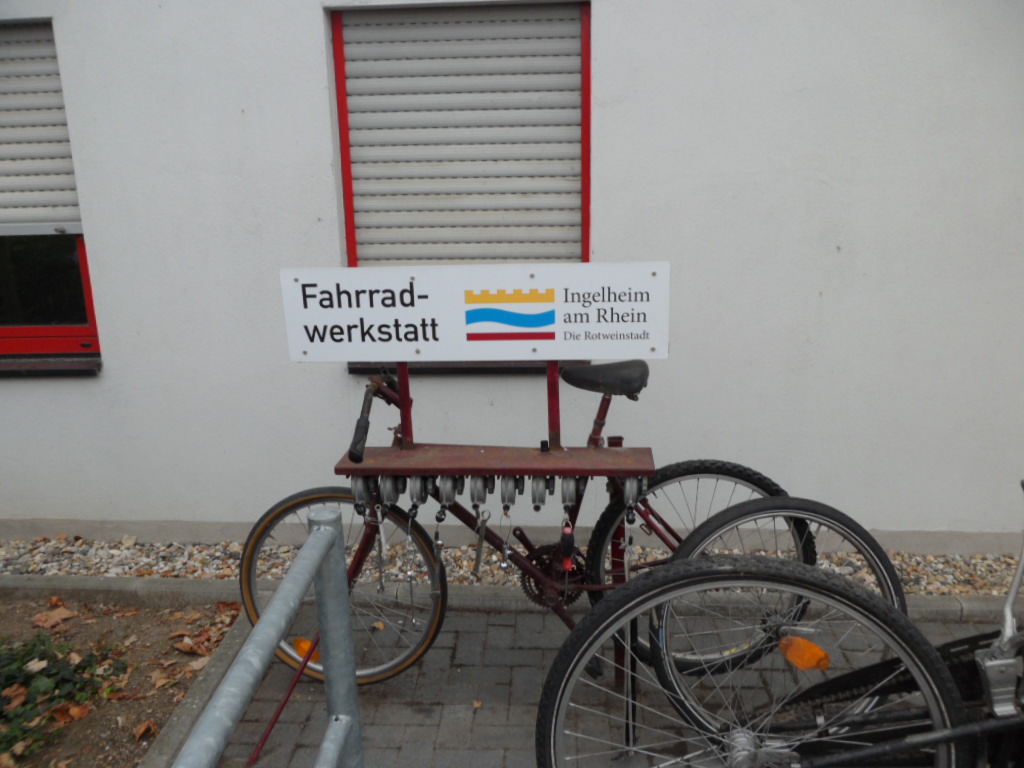 Fahrrad-
werkstatt
Ingelheim
am Rhein
Die Rotweinstadt